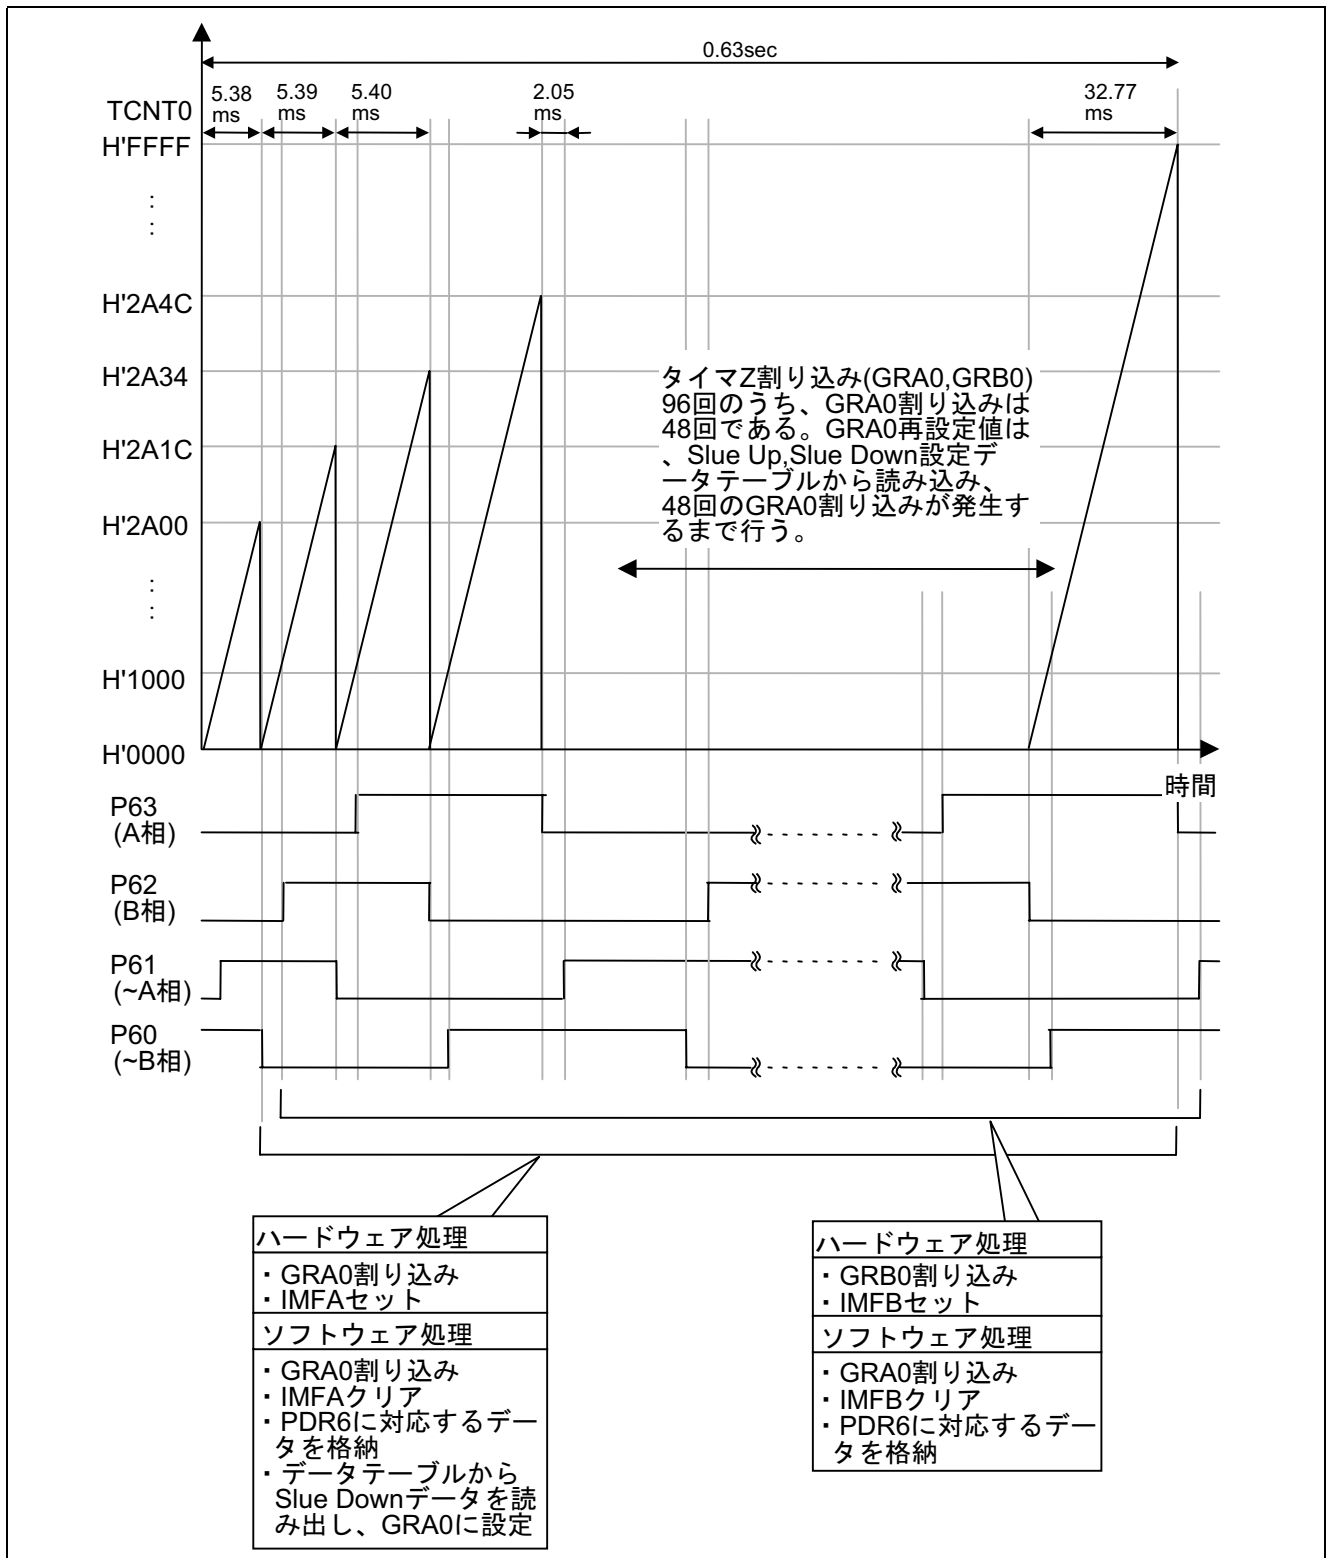 0.63sec
5.38
ms
5.39
ms
5.40
ms
2.05
ms
32.77
ms
TCNT0
H'FFFF
H'2A4C
H'2A34
H'2A1C
H'2A00
H'1000
H'0000
タイマZ割り込み(GRA0,GRB0)
96回のうち、GRA0割り込みは
48回である。GRA0再設定値は
、Slue Up,Slue Down設定デ
ータテーブルから読み込み、
48回のGRA0割り込みが発生す
るまで行う。
時間
P63
(A相)
P62
(B相)
P61
(~A相)
P60
(~B相)
ハードウェア処理
・GRA0割り込み
・IMFAセット
ソフトウェア処理
・GRA0割り込み
・IMFAクリア
・PDR6に対応するデー
タを格納
・データテーブルから
Slue Downデータを読
み出し、GRA0に設定
ハードウェア処理
・GRB0割り込み
・IMFBセット
ソフトウェア処理
・GRA0割り込み
・IMFBクリア
・PDR6に対応するデー
タを格納